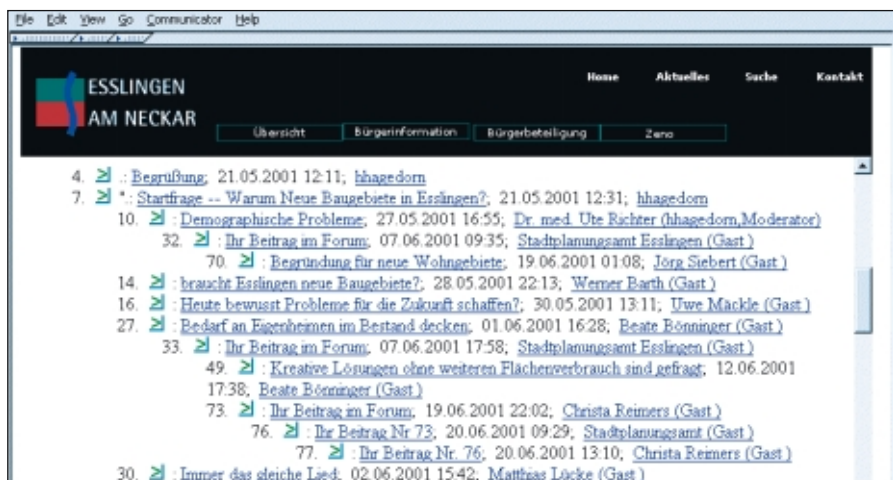 File Edit View Go Communicator Help
ESSLINGEN
AM NECKAR
Home Aktuelles Suche Kontakt
Übersicht Bürgerinformation Bürgerbeteiligung Zeno
4. .: Begrüßung; 21.05.2001 12:11; hhagedorn
7. *.: Startfrage -- Warum Neue Baugebiete in Esslingen?; 21.05.2001 12:31; hhagedorn
10. : Demographische Probleme; 27.05.2001 16:55; Dr. med. Ute Richter (hhagedorn,Moderator)
32. : Ihr Beitrag im Forum; 07.06.2001 09:35; Stadtplanungsamt Esslingen (Gast )
70. : Begründung für neue Wohngebiete; 19.06.2001 01:08; Jörg Siebert (Gast )
14. : braucht Esslingen neue Baugebiete?; 28.05.2001 22:13; Werner Barth (Gast )
16. : Heute bewusst Probleme für die Zukunft schaffen?; 30.05.2001 13:11; Uwe Mäckle (Gast )
27. : Bedarf an Eigenheimen im Bestand decken; 01.06.2001 16:28; Beate Bönninger (Gast )
33. : Ihr Beitrag im Forum; 07.06.2001 17:58; Stadtplanungsamt Esslingen (Gast )
49. : Kreative Lösungen ohne weiteren Flächenverbrauch sind gefragt; 12.06.2001
17:38; Beate Bönninger (Gast )
73. : Ihr Beitrag im Forum; 19.06.2001 22:02; Christa Reimers (Gast )
76. : Ihr Beitrag Nr 73; 20.06.2001 09:29; Stadtplanungsamt (Gast )
77. : Ihr Beitrag Nr. 76; 20.06.2001 13:10; Christa Reimers (Gast )
30. : Immer das gleiche Lied; 02.06.2001 15:42; Matthias Lücke (Gast )